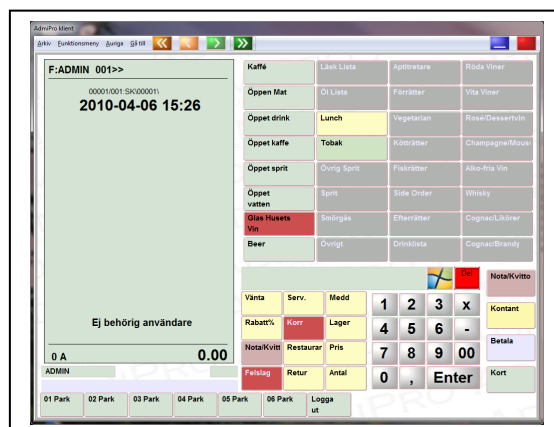 AdmiPro klient
Arkiv Funktionsmeny Avriga Gå till
F:ADMIN 001>>
00001/001:SK\00001\
2010-04-06 15:26
Ej behörig användare
0 A 0.00
ADMIN
Kaffé Läsk Lista Aptitretare Röda Viner
Öppen Mat Öl Lista Förrätter Vita Viner
Öppet drink Lunch Vegetarian Rosé/Dessertvin
Öppet kaffe Tobak Kötträtter Champagne/Mous
Öppet sprit Övrig Sprit Fiskrätter Alko-fria Vin
Öppet
vatten Sprit Side Order Whisky
Glas Husets
Vin Smörgås Efterrätter Cognac/Likörer
Beer Övrigt Drinklista Cognac/Brandy
Del Nota/Kvitto
Vänta Serv. Medd 1 2 3 x Kontant
Rabatt% Korr Lager 4 5 6 -
Nota/Kvitt Restaurar Pris 7 8 9 00 Betala
Felslag Retur Antal 0 , Enter Kort
01 Park 02 Park 03 Park 04 Park 05 Park 06 Park Logga
ut